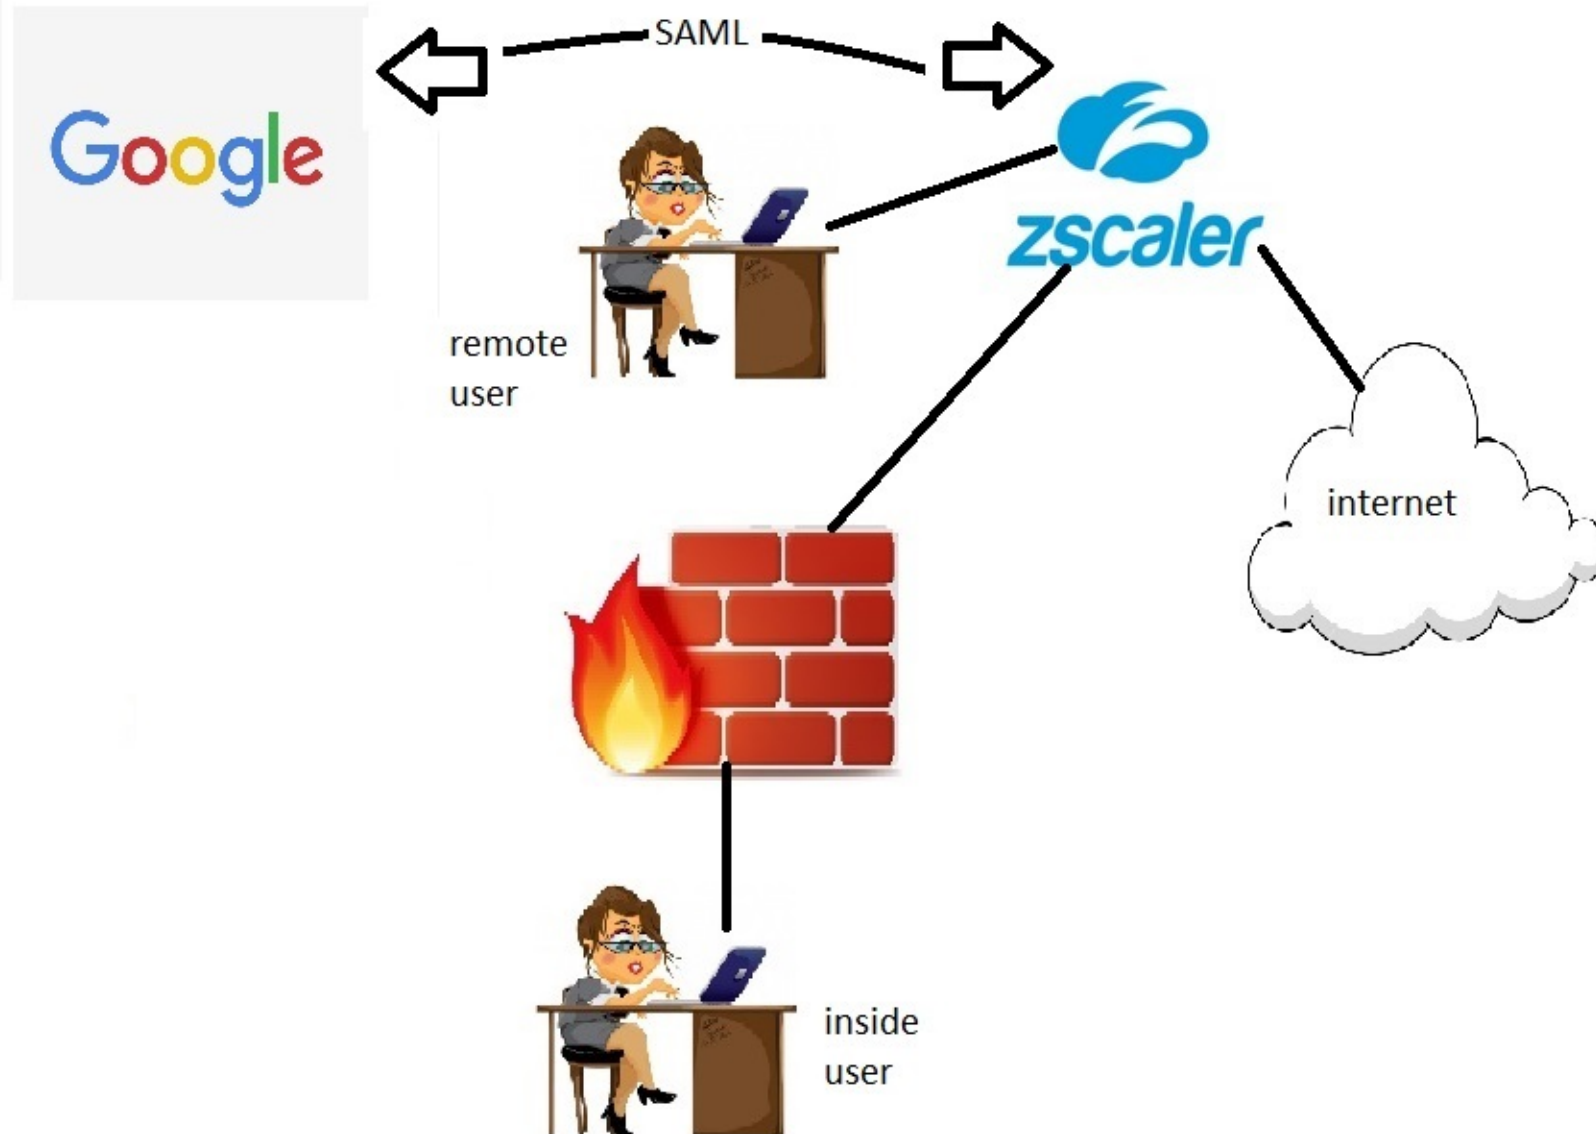 SAML
Google
zscaler
remote
user
internet
inside
user